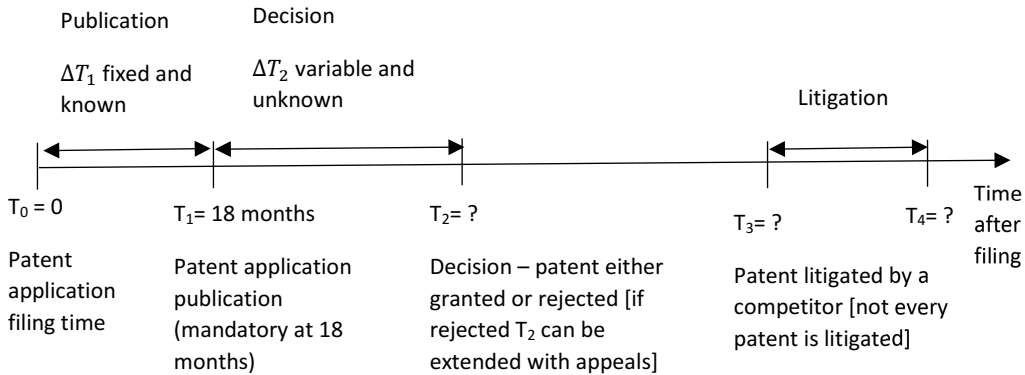 Publication
ΔT₁ fixed and
known
Decision
ΔT₂ variable and
unknown
Litigation
T₀ = 0
T₁= 18 months
T₂= ?
T₃= ?
T₄= ?
Time
after
filing
Patent
application
filing time
Patent application
publication
(mandatory at 18
months)
Decision – patent either
granted or rejected [if
rejected T₂ can be
extended with appeals]
Patent litigated by a
competitor [not every
patent is litigated]